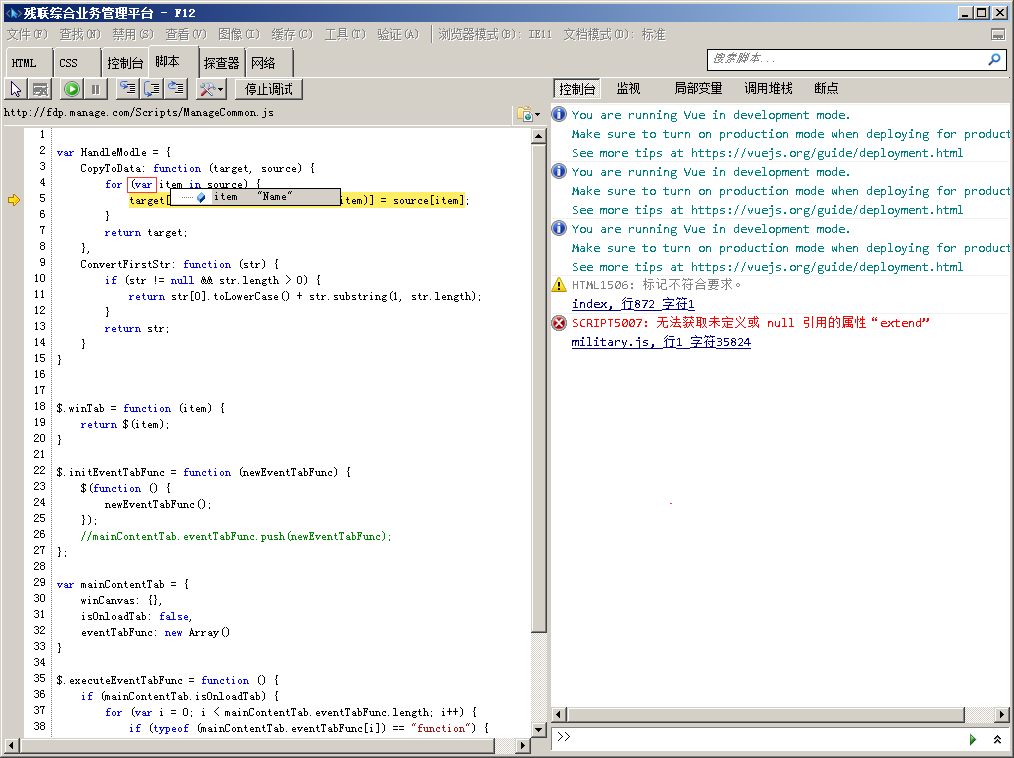 残联综合业务管理平台 - F12
文件(F) 查找(N) 禁用(S) 查看(V) 图像(I) 缓存(C) 工具(T) 验证(A) 浏览器模式(B): IE11 文档模式(D): 标准
HTML CSS 控制台 脚本 探查器 网络
搜索脚本...
停止调试
控制台 监视 局部变量 调用堆栈 断点
http://fdp.manage.com/Scripts/ManageCommon.js
1
2 var HandleModle = {
3 CopyToData: function (target, source) {
4 for (var item in source) {
5 target[ item)] = source[item];
item "Name"
6 }
7 return target;
8 },
9 ConvertFirstStr: function (str) {
10 if (str != null && str.length > 0) {
11 return str[0].toLowerCase() + str.substring(1, str.length);
12 }
13 return str;
14 }
15 }
16
17
18 $.winTab = function (item) {
19 return $(item);
20 }
21
22 $.initEventTabFunc = function (newEventTabFunc) {
23 $(function () {
24 newEventTabFunc();
25 });
26 //mainContentTab.eventTabFunc.push(newEventTabFunc);
27 };
28
29 var mainContentTab = {
30 winCanvas: {},
31 isOnloadTab: false,
32 eventTabFunc: new Array()
33 }
34
35 $.executeEventTabFunc = function () {
36 if (mainContentTab.isOnloadTab) {
37 for (var i = 0; i < mainContentTab.eventTabFunc.length; i++) {
38 if (typeof (mainContentTab.eventTabFunc[i]) == "function") {
You are running Vue in development mode.
Make sure to turn on production mode when deploying for product
See more tips at https://vuejs.org/guide/deployment.html
You are running Vue in development mode.
Make sure to turn on production mode when deploying for product
See more tips at https://vuejs.org/guide/deployment.html
You are running Vue in development mode.
Make sure to turn on production mode when deploying for product
See more tips at https://vuejs.org/guide/deployment.html
HTML1506: 标记不符合要求。
index, 行872 字符1
SCRIPT5007: 无法获取未定义或 null 引用的属性“extend”
military.js, 行1 字符35824
>>